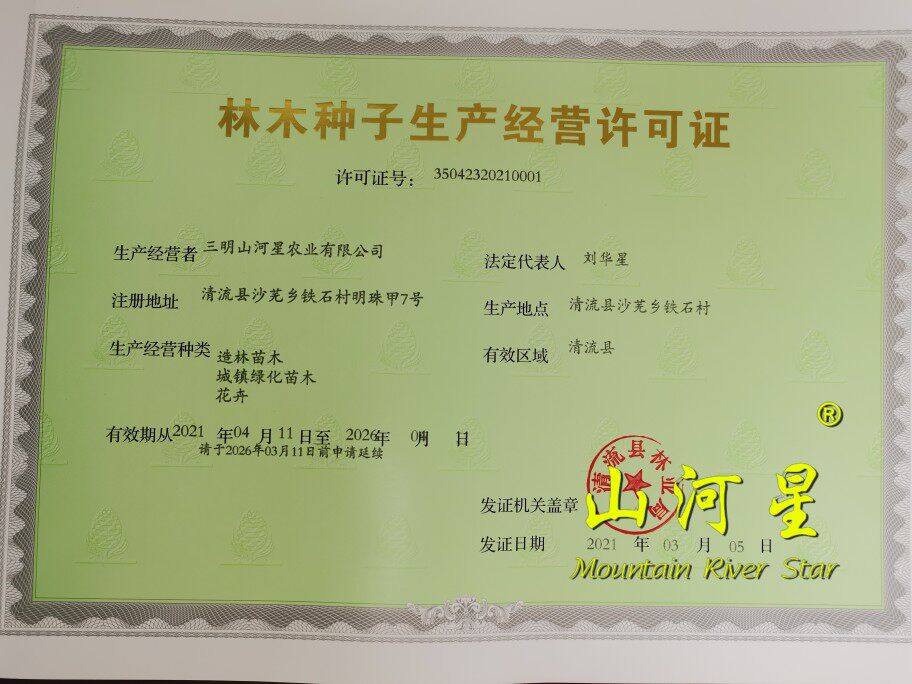 林木种子生产经营许可证
许可证号： 35042320210001
生产经营者 三明山河星农业有限公司
法定代表人 刘华星
注册地址 清流县沙芜乡铁石村明珠甲7号
生产地点 清流县沙芜乡铁石村
生产经营种类 造林苗木
城镇绿化苗木
花卉
有效区域 清流县
有效期从2021 年04 月 11 日至 2026年 0月 日
请于2026年03月11日前申请延续
清流县林业局
发证机关盖章
发证日期 2021 年 03 月 05 日
山河星®
Mountain River Star